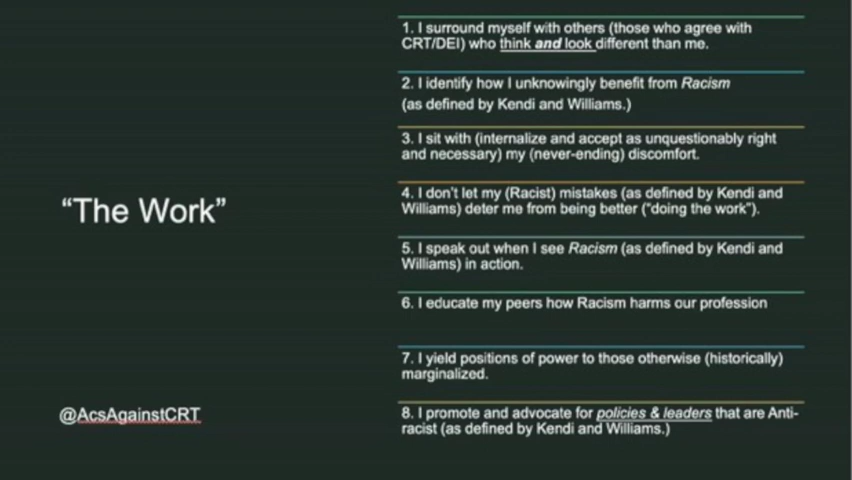 "The Work"
@AcsAgainstCRT
1. I surround myself with others (those who agree with
CRT/DEI) who think and look different than me.
2. I identify how I unknowingly benefit from Racism
(as defined by Kendi and Williams.)
3. I sit with (internalize and accept as unquestionably right
and necessary) my (never-ending) discomfort.
4. I don't let my (Racist) mistakes (as defined by Kendi and
Williams) deter me from being better ("doing the work").
5. I speak out when I see Racism (as defined by Kendi and
Williams) in action.
6. I educate my peers how Racism harms our profession
7. I yield positions of power to those otherwise (historically)
marginalized.
8. I promote and advocate for policies & leaders that are Anti-
racist (as defined by Kendi and Williams.)